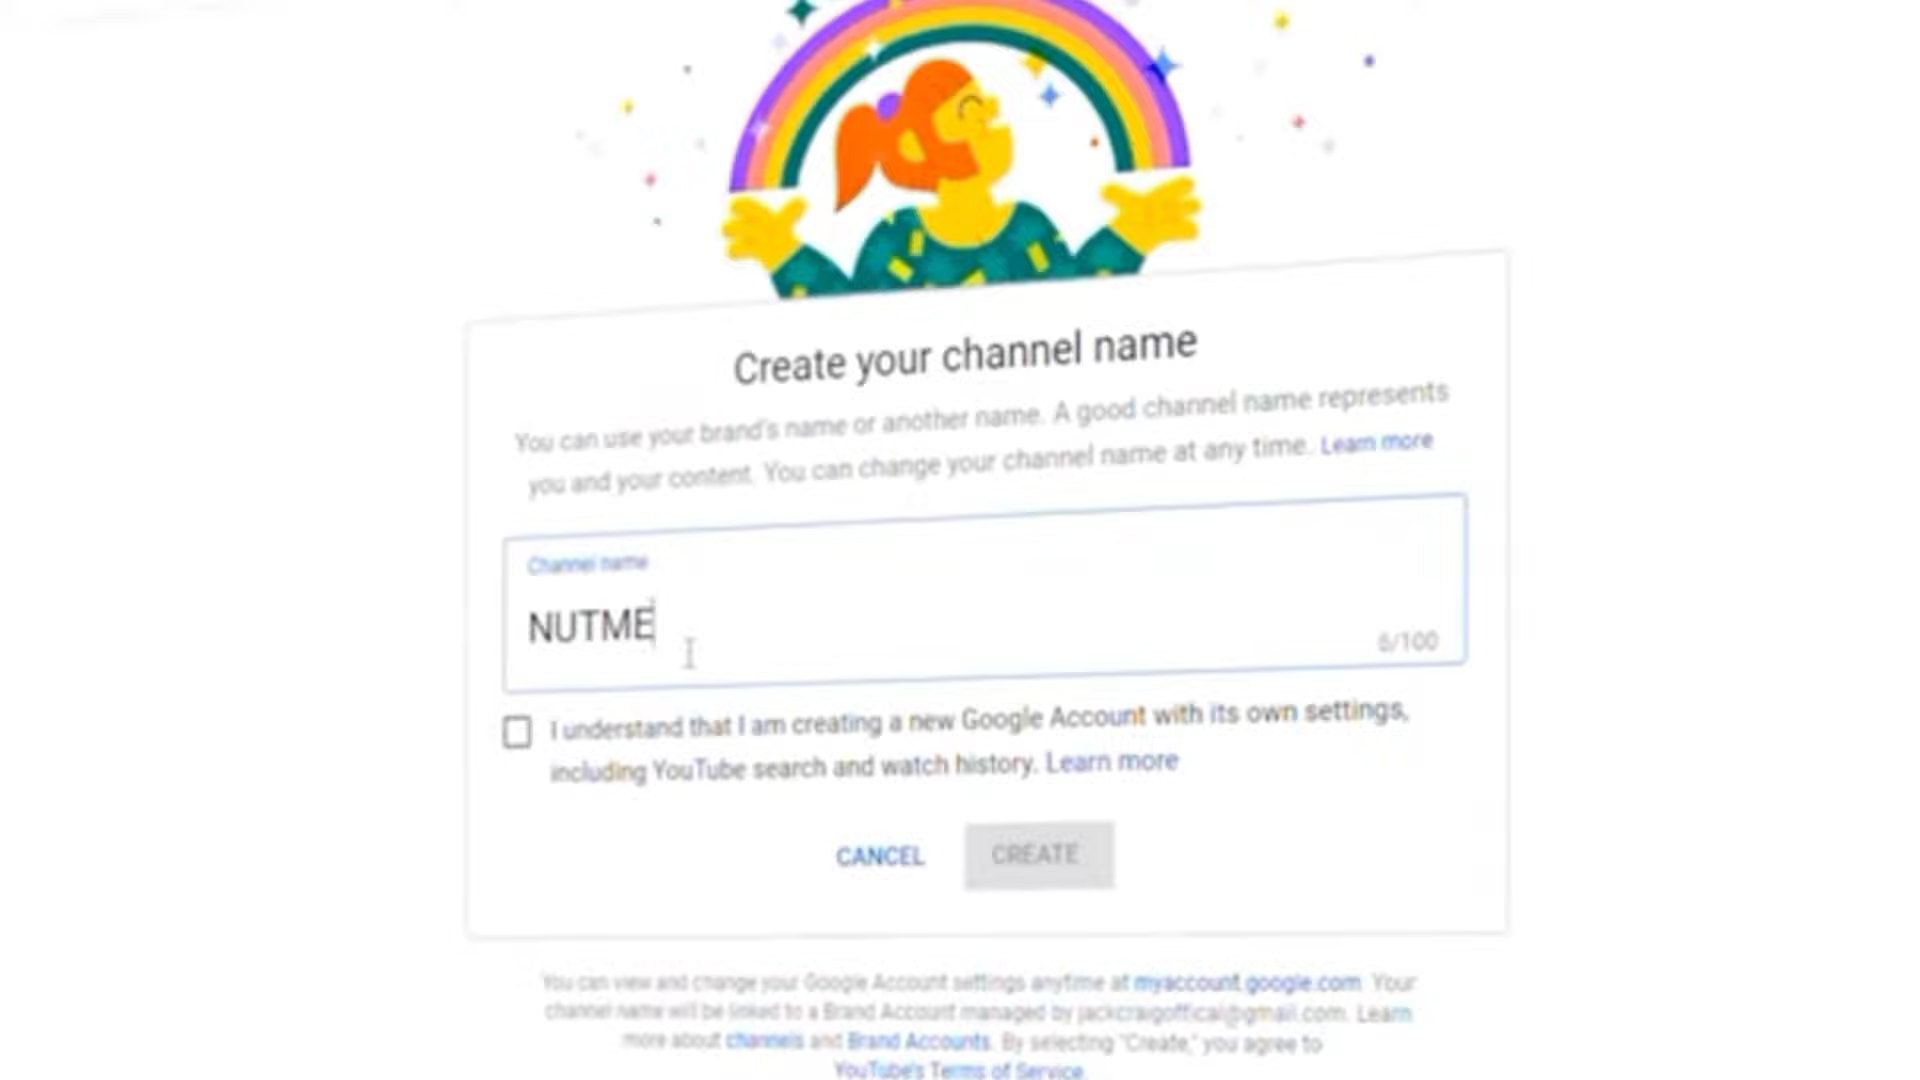 Create your channel name
You can use your brand's name or another name. A good channel name represents
you and your content. You can change your channel name at any time. Learn more
Channel name
NUTME
6/100
I understand that I am creating a new Google Account with its own settings,
including YouTube search and watch history. Learn more
CANCEL
CREATE
You can view and change your Google Account settings anytime at myaccount.google.com. Your
channel name will be linked to a Brand Account managed by jackcraigoffical@gmail.com. Learn
more about channels and Brand Accounts. By selecting "Create," you agree to
YouTube's Terms of Service.